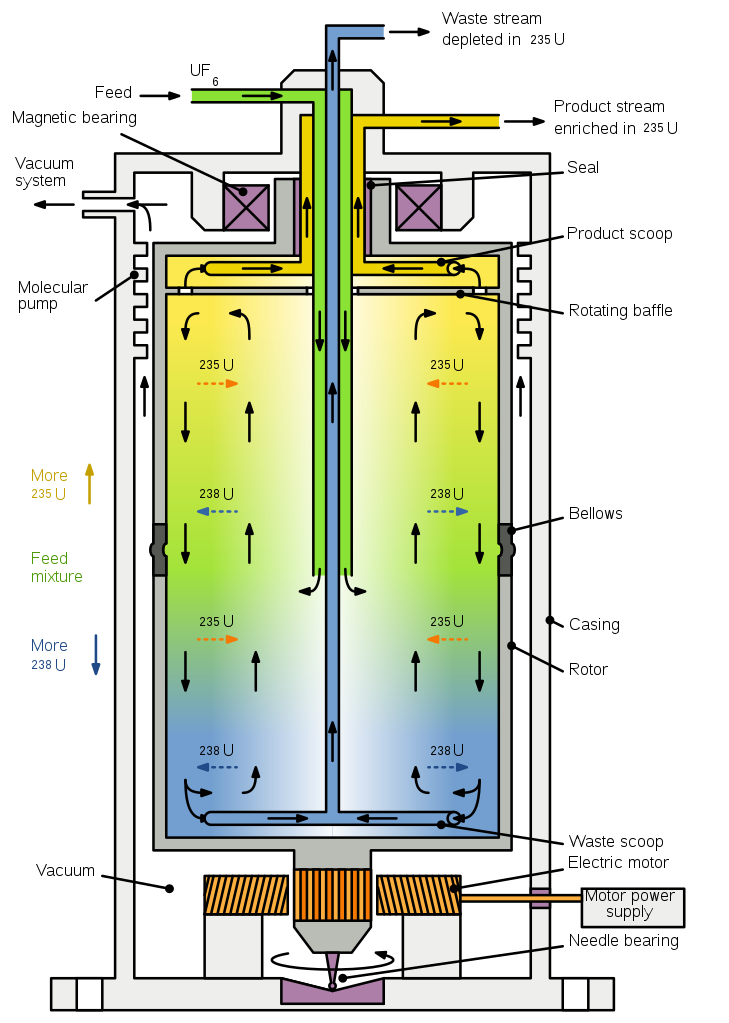 Waste stream
depleted in 235 U
UF
6
Feed
Product stream
enriched in 235 U
Magnetic bearing
Vacuum
system
Seal
Product scoop
Molecular
pump
Rotating baffle
235 U
235 U
More
235 U
238 U
238 U
Bellows
Feed
mixture
235 U
235 U
Casing
More
238 U
Rotor
238 U
238 U
Waste scoop
Electric motor
Vacuum
Motor power
supply
Needle bearing